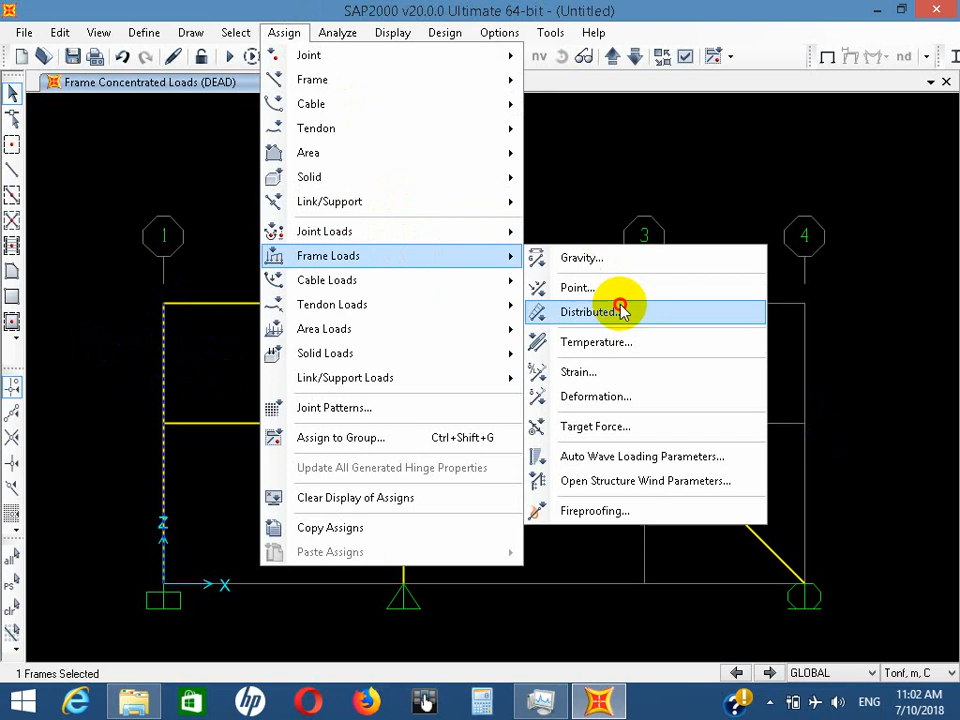 SAP2000 v20.0.0 Ultimate 64-bit - (Untitled)
File Edit View Define Draw Select Assign Analyze Display Design Options Tools Help
nv nd
Frame Concentrated Loads (DEAD)
Joint
Frame
Cable
Tendon
Area
Solid
Link/Support
Joint Loads
Frame Loads
Cable Loads
Tendon Loads
Area Loads
Solid Loads
Link/Support Loads
Joint Patterns...
Assign to Group... Ctrl+Shift+G
Update All Generated Hinge Properties
Clear Display of Assigns
Copy Assigns
Paste Assigns
Gravity...
Point...
Distributed...
Temperature...
Strain...
Deformation...
Target Force...
Auto Wave Loading Parameters...
Open Structure Wind Parameters...
Fireproofing...
1
3
4
Z
X
all
PS
clr
1 Frames Selected
GLOBAL
Tonf, m, C
ENG
11:02 AM
7/10/2018